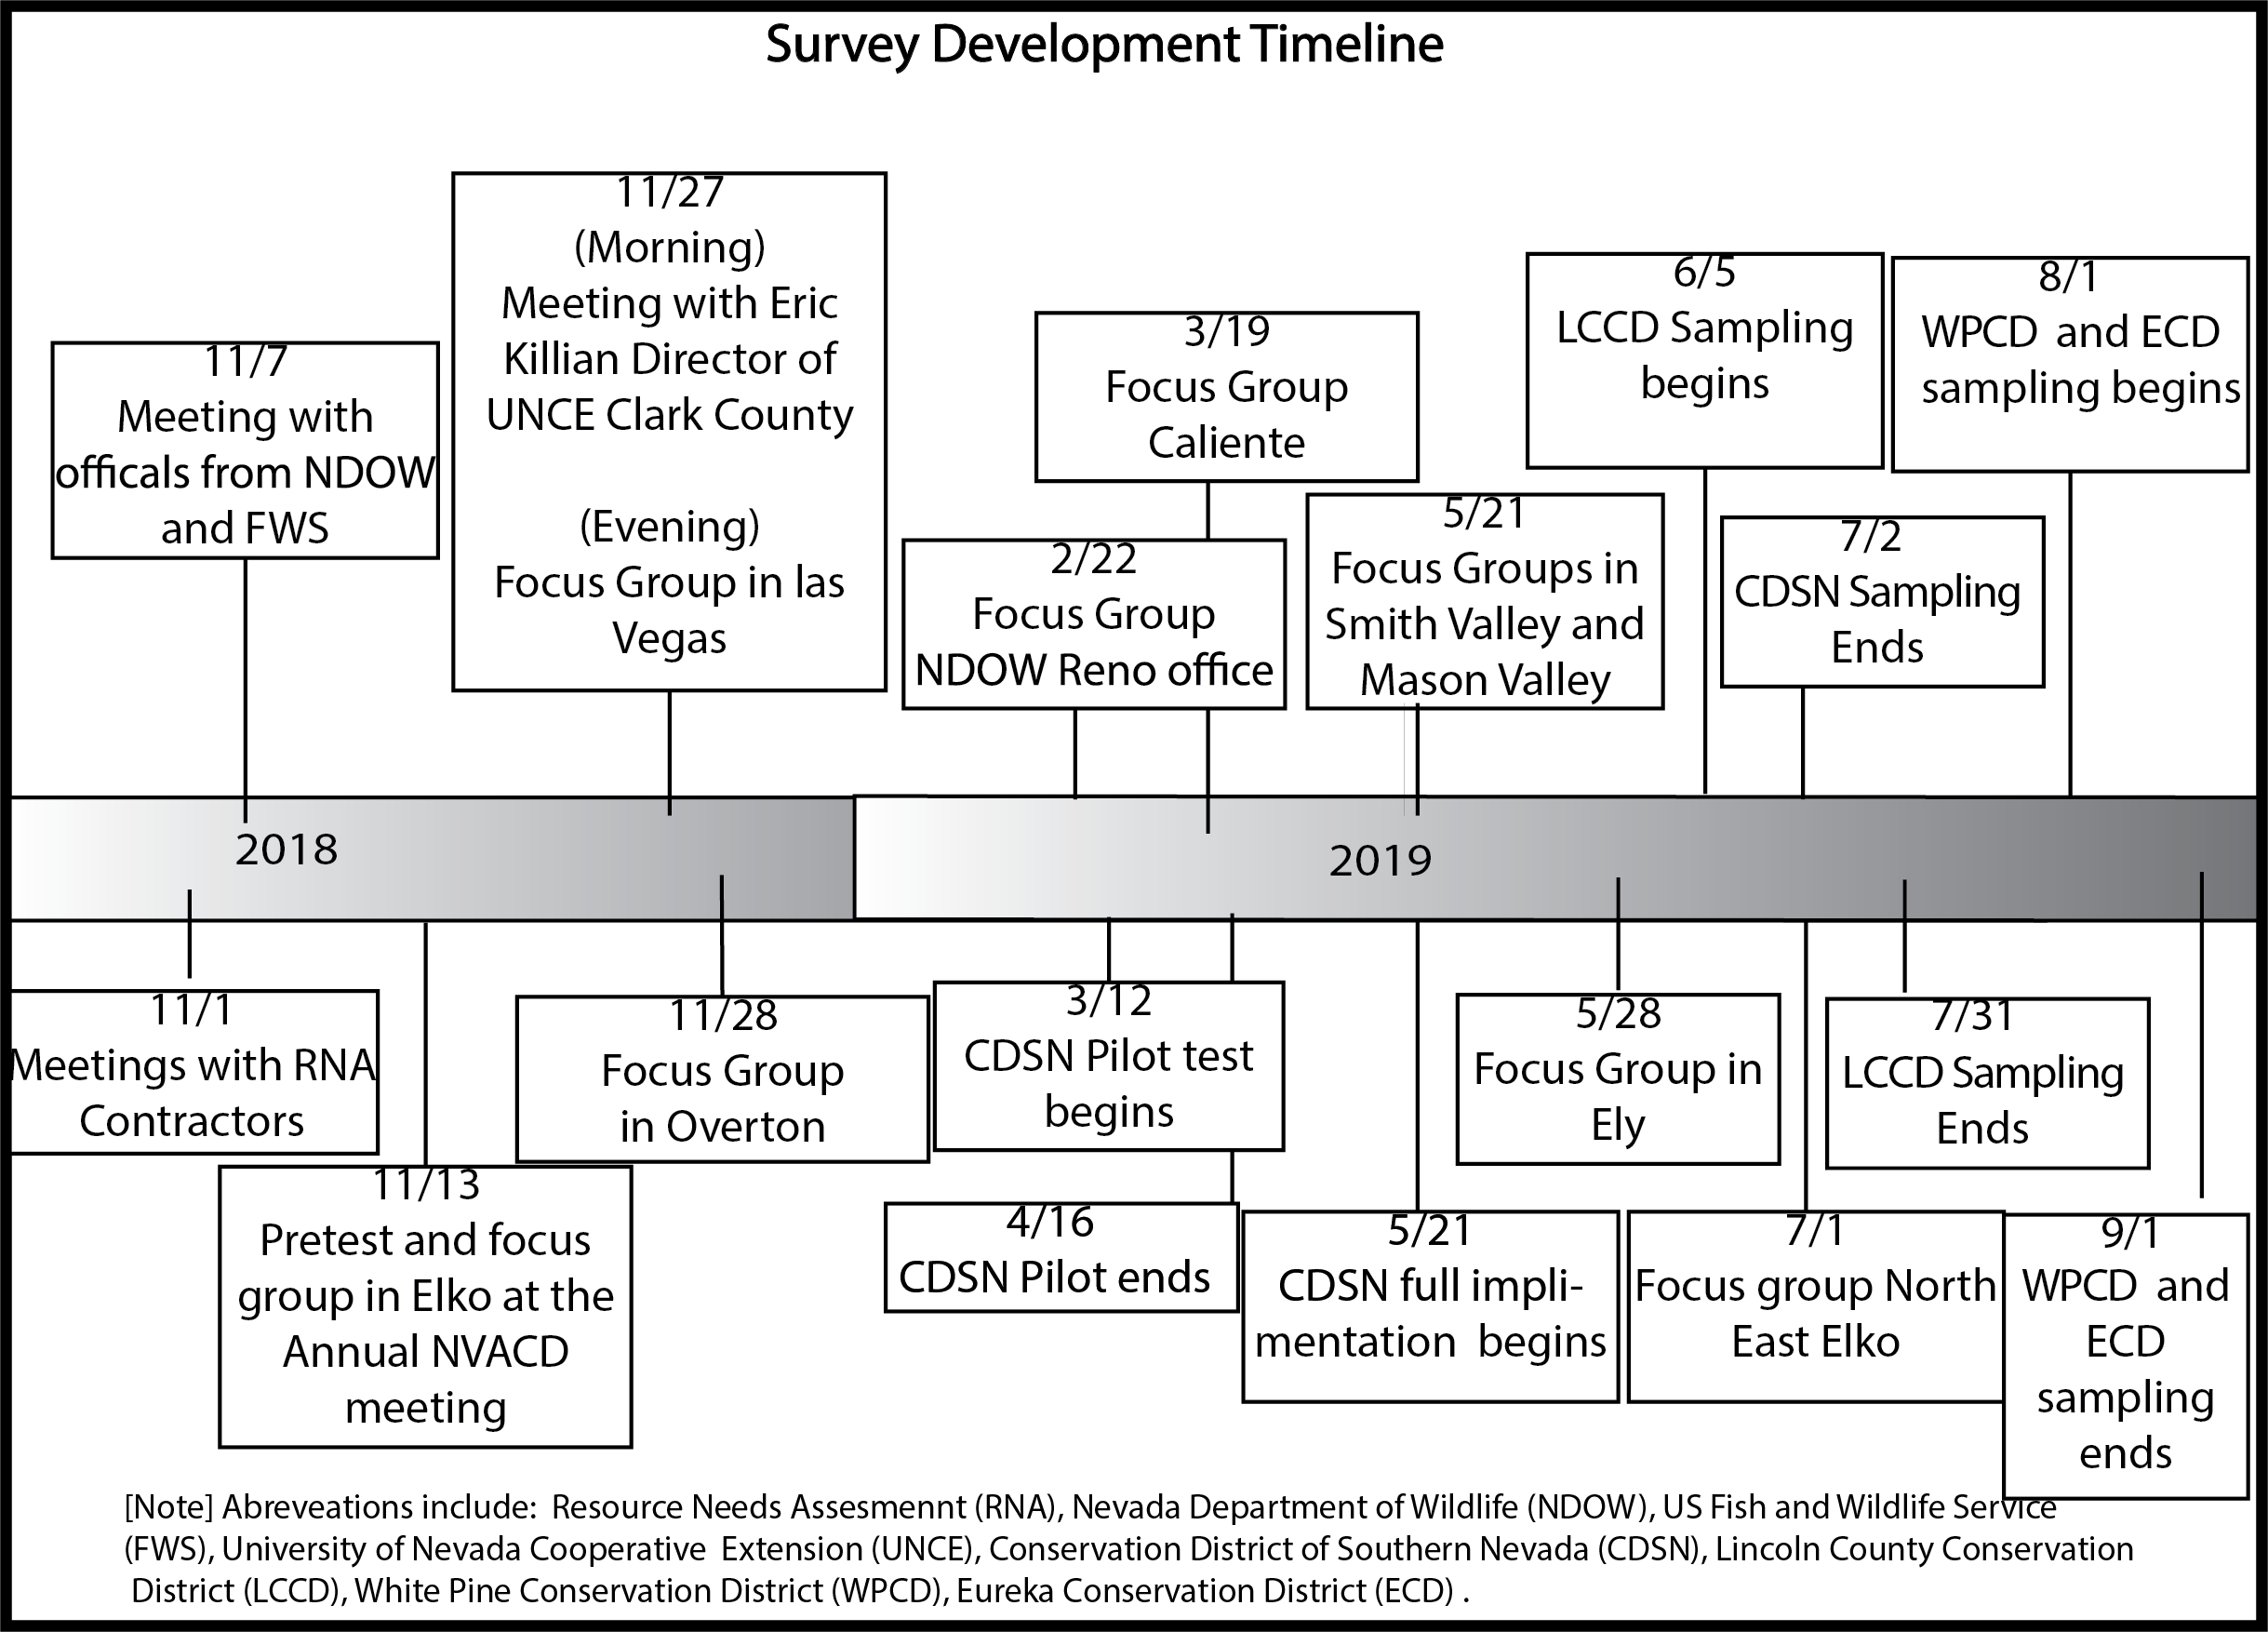 Survey Development Timeline
11/7
Meeting with
officals from NDOW
and FWS
11/27
(Morning)
Meeting with Eric
Killian Director of
UNCE Clark County
(Evening)
Focus Group in las
Vegas
3/19
Focus Group
Caliente
2/22
Focus Group
NDOW Reno office
5/21
Focus Groups in
Smith Valley and
Mason Valley
6/5
LCCD Sampling
begins
7/2
CDSN Sampling
Ends
8/1
WPCD and ECD
sampling begins
2018
2019
11/1
Meetings with RNA
Contractors
11/13
Pretest and focus
group in Elko at the
Annual NVACD
meeting
11/28
Focus Group
in Overton
3/12
CDSN Pilot test
begins
4/16
CDSN Pilot ends
5/21
CDSN full impli-
mentation begins
5/28
Focus Group in
Ely
7/1
Focus group North
East Elko
7/31
LCCD Sampling
Ends
9/1
WPCD and
ECD
sampling
ends
[Note] Abreveations include: Resource Needs Assesmennt (RNA), Nevada Department of Wildlife (NDOW), US Fish and Wildlife Service
(FWS), University of Nevada Cooperative Extension (UNCE), Conservation District of Southern Nevada (CDSN), Lincoln County Conservation
District (LCCD), White Pine Conservation District (WPCD), Eureka Conservation District (ECD) .